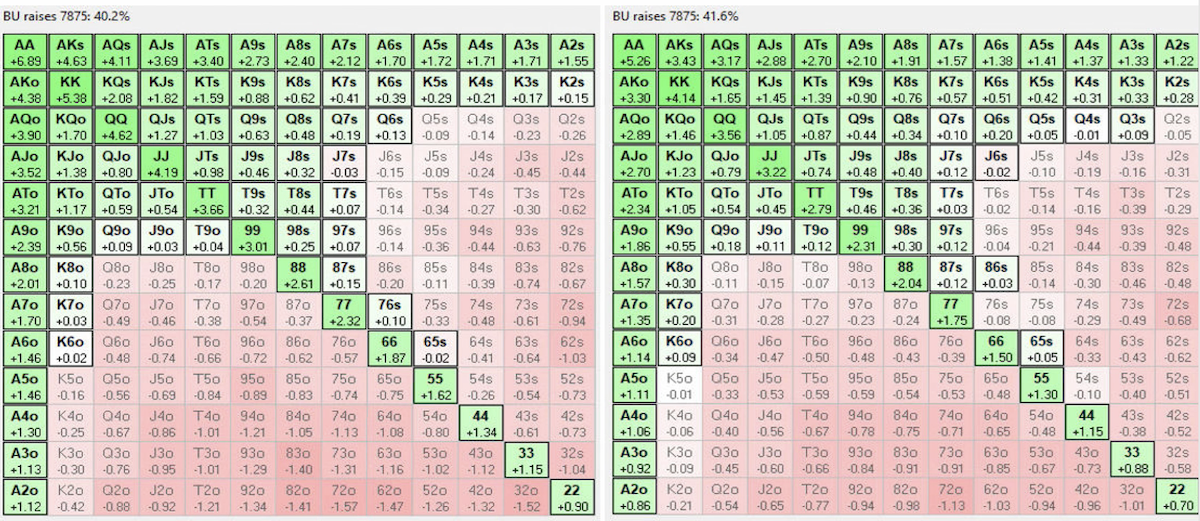 BU raises 7875: 40.2%
AA AKs AQs AJs ATs A9s A8s A7s A6s A5s A4s A3s A2s
+6.89 +4.63 +4.11 +3.69 +3.40 +2.73 +2.40 +2.12 +1.70 +1.72 +1.71 +1.71 +1.55
AKo KK KQs KJs KTs K9s K8s K7s K6s K5s K4s K3s K2s
+4.38 +5.38 +2.08 +1.82 +1.59 +0.88 +0.62 +0.41 +0.39 +0.29 +0.21 +0.17 +0.15
AQo KQo QQ QJs QTs Q9s Q8s Q7s Q6s Q5s Q4s Q3s Q2s
+3.90 +1.70 +4.62 +1.27 +1.03 +0.63 +0.48 +0.19 +0.13 -0.09 -0.14 -0.23 -0.26
AJo KJo QJo JJ JTs J9s J8s J7s J6s J5s J4s J3s J2s
+3.52 +1.38 +0.80 +4.19 +0.98 +0.46 +0.32 -0.03 -0.15 -0.09 -0.24 -0.45 -0.44
ATo KTo QTo JTo TT T9s T8s T7s T6s T5s T4s T3s T2s
+3.21 +1.17 +0.59 +0.54 +3.66 +0.32 +0.44 +0.07 -0.14 -0.34 -0.27 -0.30 -0.62
A9o K9o Q9o J9o T9o 99 98s 97s 96s 95s 94s 93s 92s
+2.39 +0.56 +0.09 +0.03 +0.04 +3.01 +0.25 +0.07 -0.14 -0.36 -0.44 -0.63 -0.76
A8o K8o Q8o J8o T8o 98o 88 87s 86s 85s 84s 83s 82s
+2.01 +0.10 -0.23 -0.25 -0.17 -0.20 +2.61 +0.15 -0.20 -0.11 -0.39 -0.74 -0.67
A7o K7o Q7o J7o T7o 97o 87o 77 76s 75s 74s 73s 72s
+1.70 +0.03 -0.49 -0.46 -0.38 -0.54 -0.37 +2.32 +0.10 -0.33 -0.48 -0.61 -0.94
A6o K6o Q6o J6o T6o 96o 86o 76o 66 65s 64s 63s 62s
+1.46 +0.02 -0.48 -0.74 -0.66 -0.72 -0.62 -0.57 +1.87 -0.02 -0.41 -0.64 -1.03
A5o K5o Q5o J5o T5o 95o 85o 75o 65o 55 54s 53s 52s
+1.46 -0.16 -0.56 -0.69 -0.84 -0.89 -0.83 -0.74 -0.75 +1.62 -0.26 -0.54 -0.73
A4o K4o Q4o J4o T4o 94o 84o 74o 64o 54o 44 43s 42s
+1.30 -0.25 -0.67 -0.86 -1.01 -1.21 -1.05 -1.13 -1.08 -0.80 +1.34 -0.61 -0.73
A3o K3o Q3o J3o T3o 93o 83o 73o 63o 53o 43o 33 32s
+1.13 -0.30 -0.76 -0.95 -1.01 -1.29 -1.40 -1.31 -1.16 -1.02 -1.12 +1.15 -1.04
A2o K2o Q2o J2o T2o 92o 82o 72o 62o 52o 42o 32o 22
+1.12 -0.42 -0.88 -0.92 -1.21 -1.34 -1.41 -1.57 -1.47 -1.26 -1.32 -1.52 +0.90
BU raises 7875: 41.6%
AA AKs AQs AJs ATs A9s A8s A7s A6s A5s A4s A3s A2s
+5.26 +3.43 +3.17 +2.88 +2.70 +2.10 +1.91 +1.57 +1.38 +1.41 +1.37 +1.33 +1.22
AKo KK KQs KJs KTs K9s K8s K7s K6s K5s K4s K3s K2s
+3.30 +4.14 +1.65 +1.45 +1.39 +0.90 +0.76 +0.57 +0.51 +0.42 +0.31 +0.33 +0.28
AQo KQo QQ QJs QTs Q9s Q8s Q7s Q6s Q5s Q4s Q3s Q2s
+2.89 +1.46 +3.56 +1.05 +0.87 +0.44 +0.34 +0.10 +0.20 +0.05 -0.01 +0.09 -0.05
AJo KJo QJo JJ JTs J9s J8s J7s J6s J5s J4s J3s J2s
+2.70 +1.23 +0.79 +3.22 +0.74 +0.48 +0.40 +0.12 -0.02 -0.10 -0.19 -0.16 -0.31
ATo KTo QTo JTo TT T9s T8s T7s T6s T5s T4s T3s T2s
+2.34 +1.05 +0.54 +0.45 +2.79 +0.46 +0.36 +0.03 -0.02 -0.14 -0.16 -0.39 -0.29
A9o K9o Q9o J9o T9o 99 98s 97s 96s 95s 94s 93s 92s
+1.86 +0.55 +0.18 +0.11 +0.12 +2.31 +0.30 +0.12 -0.04 -0.21 -0.44 -0.39 -0.48
A8o K8o Q8o J8o T8o 98o 88 87s 86s 85s 84s 83s 82s
+1.57 +0.30 -0.11 -0.15 -0.07 -0.13 +2.04 +0.12 +0.03 -0.14 -0.30 -0.46 -0.48
A7o K7o Q7o J7o T7o 97o 87o 77 76s 75s 74s 73s 72s
+1.35 +0.20 -0.31 -0.28 -0.27 -0.23 -0.24 +1.75 -0.08 -0.08 -0.29 -0.49 -0.68
A6o K6o Q6o J6o T6o 96o 86o 76o 66 65s 64s 63s 62s
+1.14 +0.09 -0.34 -0.47 -0.50 -0.48 -0.43 -0.39 +1.50 +0.05 -0.33 -0.43 -0.62
A5o K5o Q5o J5o T5o 95o 85o 75o 65o 55 54s 53s 52s
+1.11 -0.01 -0.33 -0.53 -0.59 -0.59 -0.54 -0.53 -0.48 +1.30 -0.10 -0.40 -0.51
A4o K4o Q4o J4o T4o 94o 84o 74o 64o 54o 44 43s 42s
+1.06 -0.06 -0.40 -0.56 -0.67 -0.78 -0.75 -0.71 -0.65 -0.48 +1.15 -0.38 -0.52
A3o K3o Q3o J3o T3o 93o 83o 73o 63o 53o 43o 33 32s
+0.92 -0.09 -0.45 -0.60 -0.66 -0.84 -0.91 -0.91 -0.85 -0.67 -0.73 +0.88 -0.58
A2o K2o Q2o J2o T2o 92o 82o 72o 62o 52o 42o 32o 22
+0.86 -0.21 -0.54 -0.65 -0.77 -0.94 -0.98 -1.13 -1.03 -0.94 -0.96 -1.01 +0.70